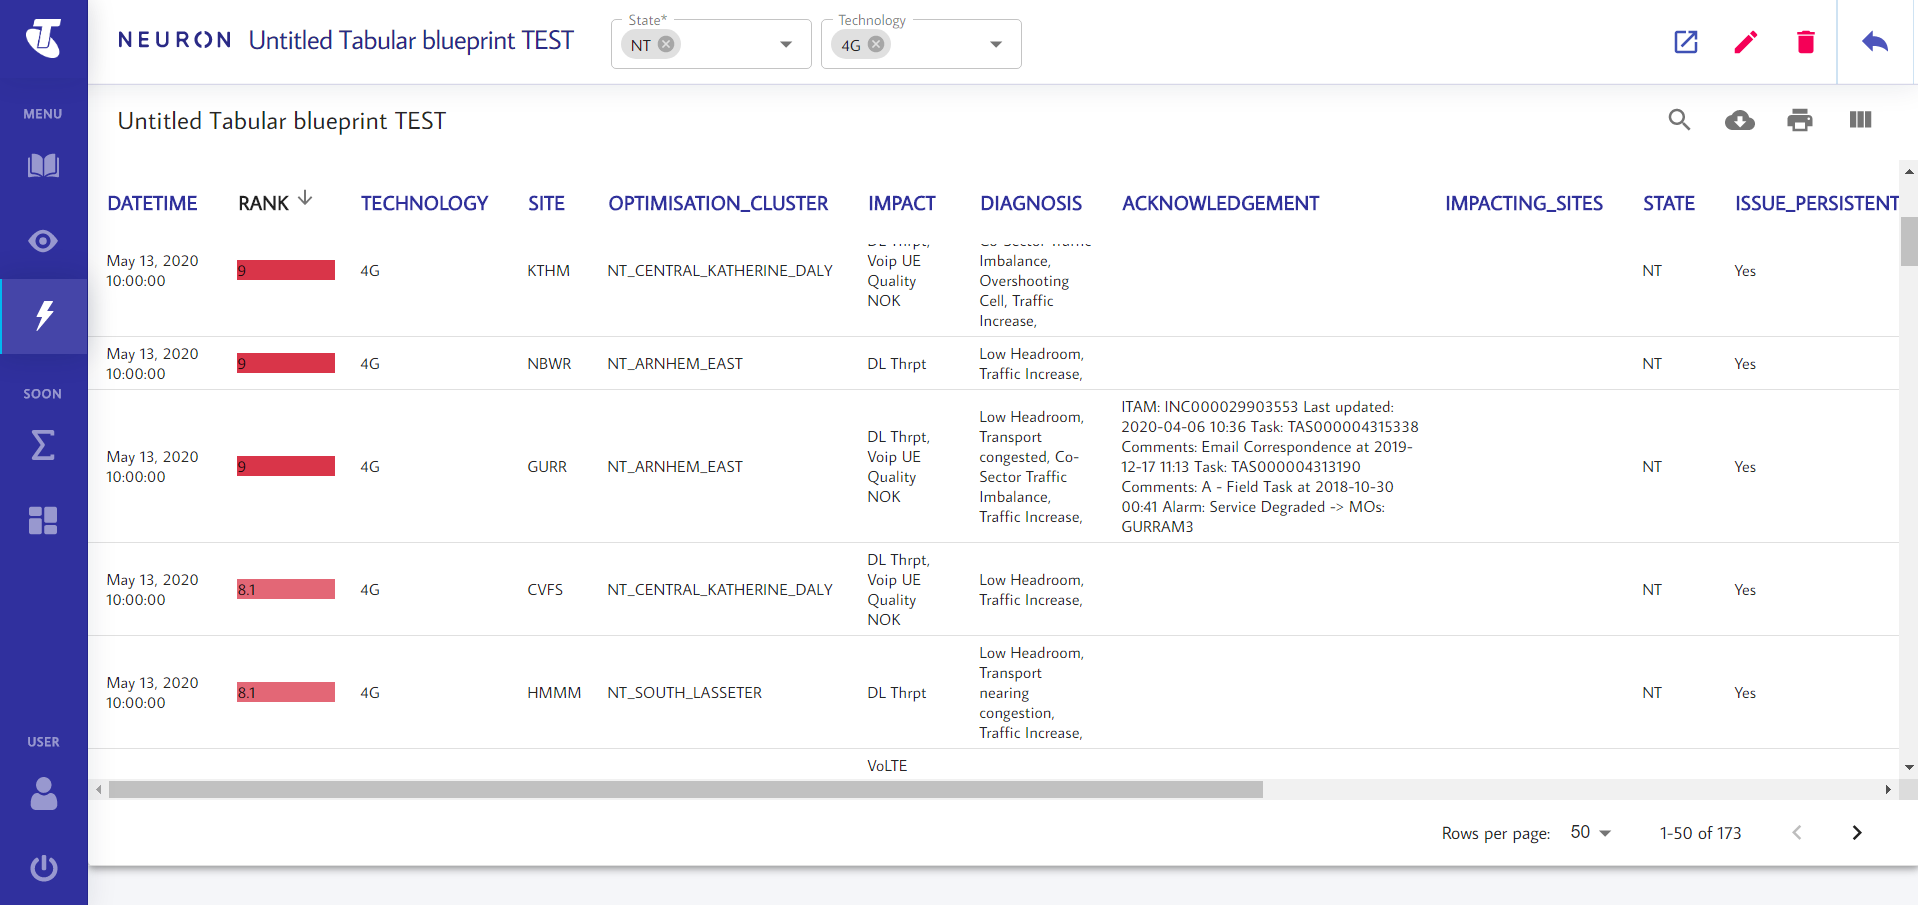 NEURON Untitled Tabular blueprint TEST
State*
NT
Technology
4G
MENU
SOON
USER
Untitled Tabular blueprint TEST
DATETIME RANK TECHNOLOGY SITE OPTIMISATION_CLUSTER IMPACT DIAGNOSIS ACKNOWLEDGEMENT IMPACTING_SITES STATE ISSUE_PERSISTENT
May 13, 2020
10:00:00
9
4G
KTHM
NT_CENTRAL_KATHERINE_DALY
DL Thrpt,
Voip UE
Quality
NOK
Co-Sector Traffic
Imbalance,
Overshooting
Cell, Traffic
Increase,
NT
Yes
May 13, 2020
10:00:00
9
4G
NBWR
NT_ARNHEM_EAST
DL Thrpt
Low Headroom,
Traffic Increase,
NT
Yes
May 13, 2020
10:00:00
9
4G
GURR
NT_ARNHEM_EAST
DL Thrpt,
Voip UE
Quality
NOK
Low Headroom,
Transport
congested, Co-
Sector Traffic
Imbalance,
Traffic Increase,
ITAM: INC000029903553 Last updated:
2020-04-06 10:36 Task: TAS000004315338
Comments: Email Correspondence at 2019-
12-17 11:13 Task: TAS000004313190
Comments: A - Field Task at 2018-10-30
00:41 Alarm: Service Degraded -> MOs:
GURRAM3
NT
Yes
May 13, 2020
10:00:00
8.1
4G
CVFS
NT_CENTRAL_KATHERINE_DALY
DL Thrpt,
Voip UE
Quality
NOK
Low Headroom,
Traffic Increase,
NT
Yes
May 13, 2020
10:00:00
8.1
4G
HMMM
NT_SOUTH_LASSETER
DL Thrpt
Low Headroom,
Transport
nearing
congestion,
Traffic Increase,
NT
Yes
VoLTE
Rows per page: 50 1-50 of 173